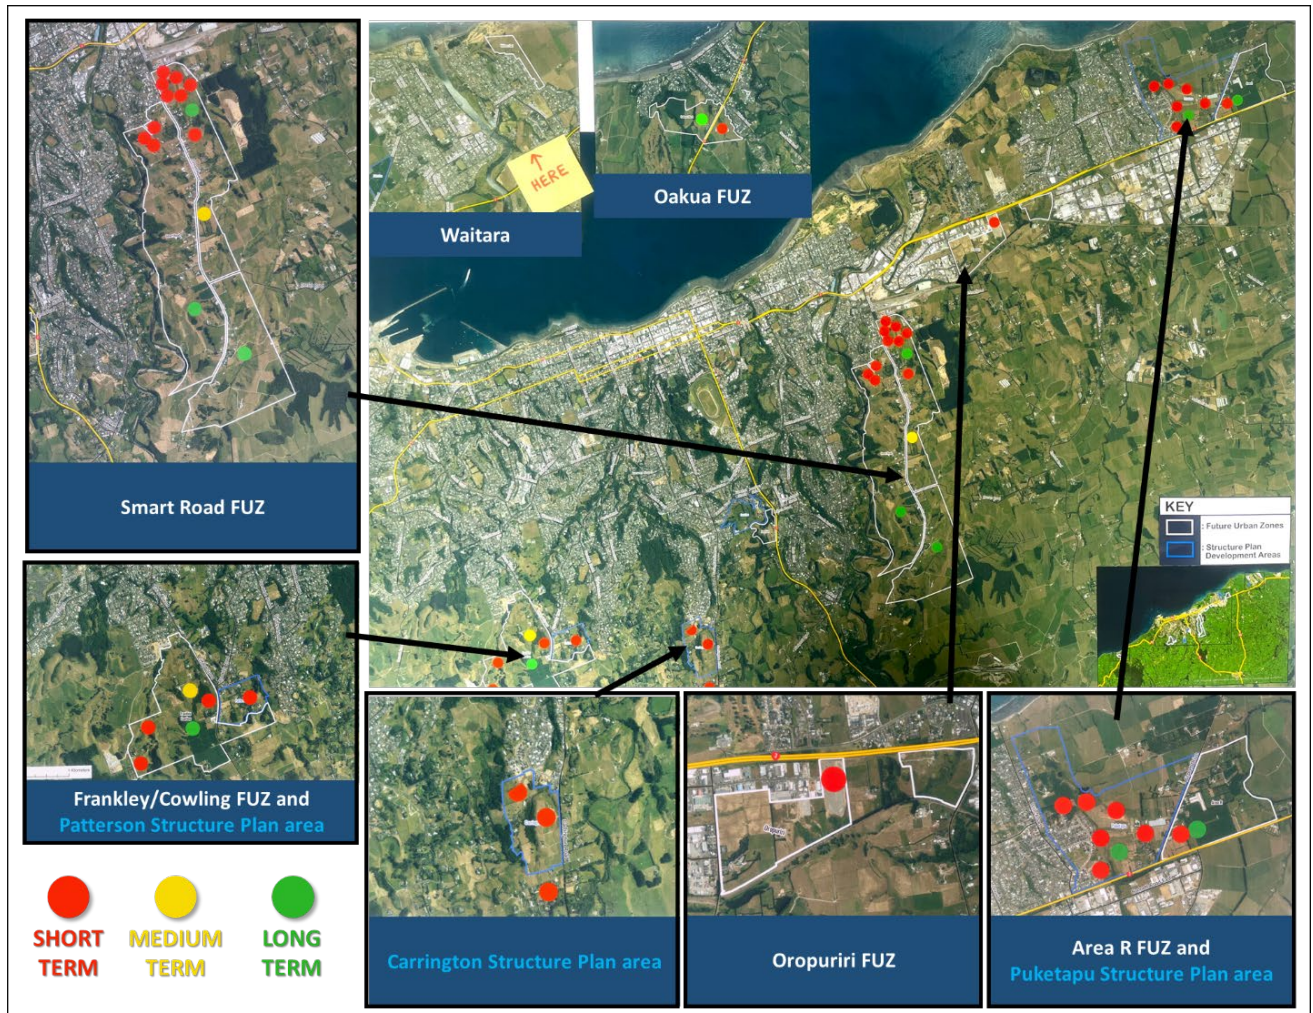 HERE
Waitara
Oakua FUZ
Smart Road FUZ
KEY
: Future Urban Zones
: Structure Plan
Development Areas
Frankley/Cowling FUZ and
Patterson Structure Plan area
Carrington Structure Plan area
Oropuriri
Oropuriri FUZ
Area R
Area R FUZ and
Puketapu Structure Plan area
SHORT
TERM
MEDIUM
TERM
LONG
TERM